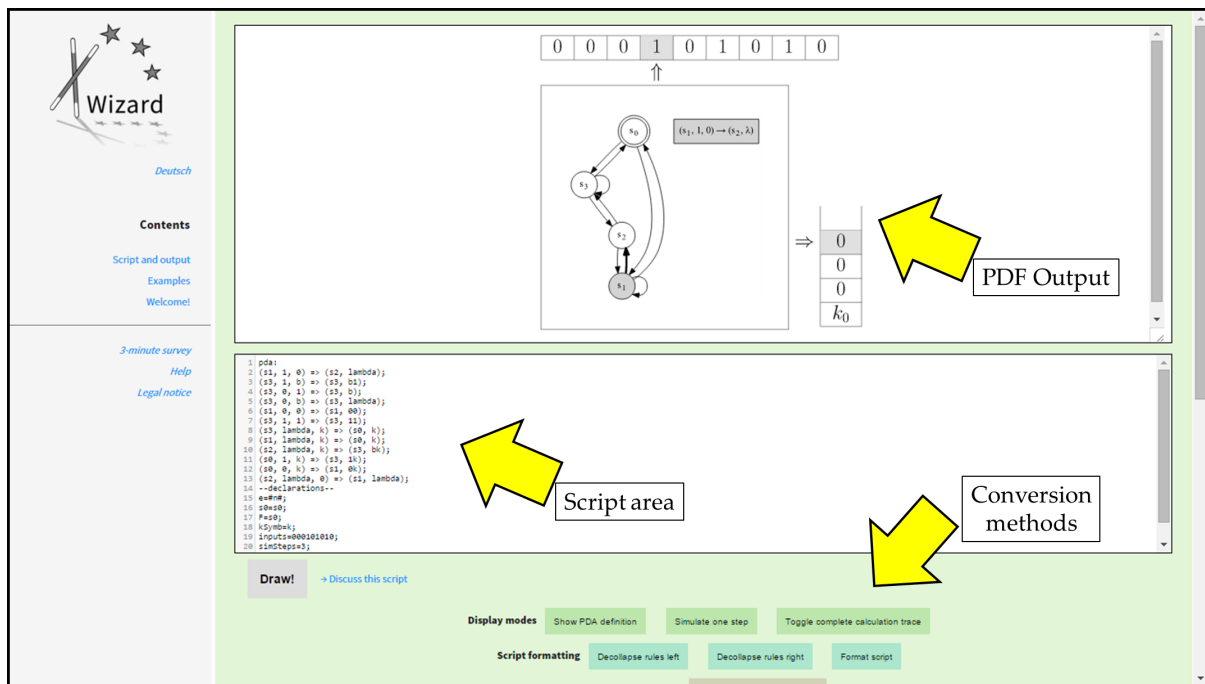 Wizard
Deutsch
Contents
Script and output
Examples
Welcome!
3-minute survey
Help
Legal notice
0 0 0 1 0 1 0 1 0
⇑
s0
(s1, 1, 0) → (s2, λ)
s3
s2
s1
⇒
0
0
0
k0
PDF Output
1 pda:
2 (s1, 1, 0) => (s2, lambda);
3 (s3, 1, b) => (s3, b1);
4 (s3, 0, 1) => (s3, b);
5 (s3, 0, b) => (s3, lambda);
6 (s1, 0, 0) => (s1, 00);
7 (s3, 1, 1) => (s3, 11);
8 (s3, lambda, k) => (s0, k);
9 (s1, lambda, k) => (s0, k);
10 (s2, lambda, k) => (s3, bk);
11 (s0, 1, k) => (s3, 1k);
12 (s0, 0, k) => (s1, 0k);
13 (s2, lambda, 0) => (s1, lambda);
14 --declarations--
15 e=#n#;
16 s0=s0;
17 F=s0;
18 kSymb=k;
19 inputs=000101010;
20 simSteps=3;
Script area
Conversion
methods
Draw!
→ Discuss this script
Display modes Show PDA definition Simulate one step Toggle complete calculation trace
Script formatting Decollapse rules left Decollapse rules right Format script